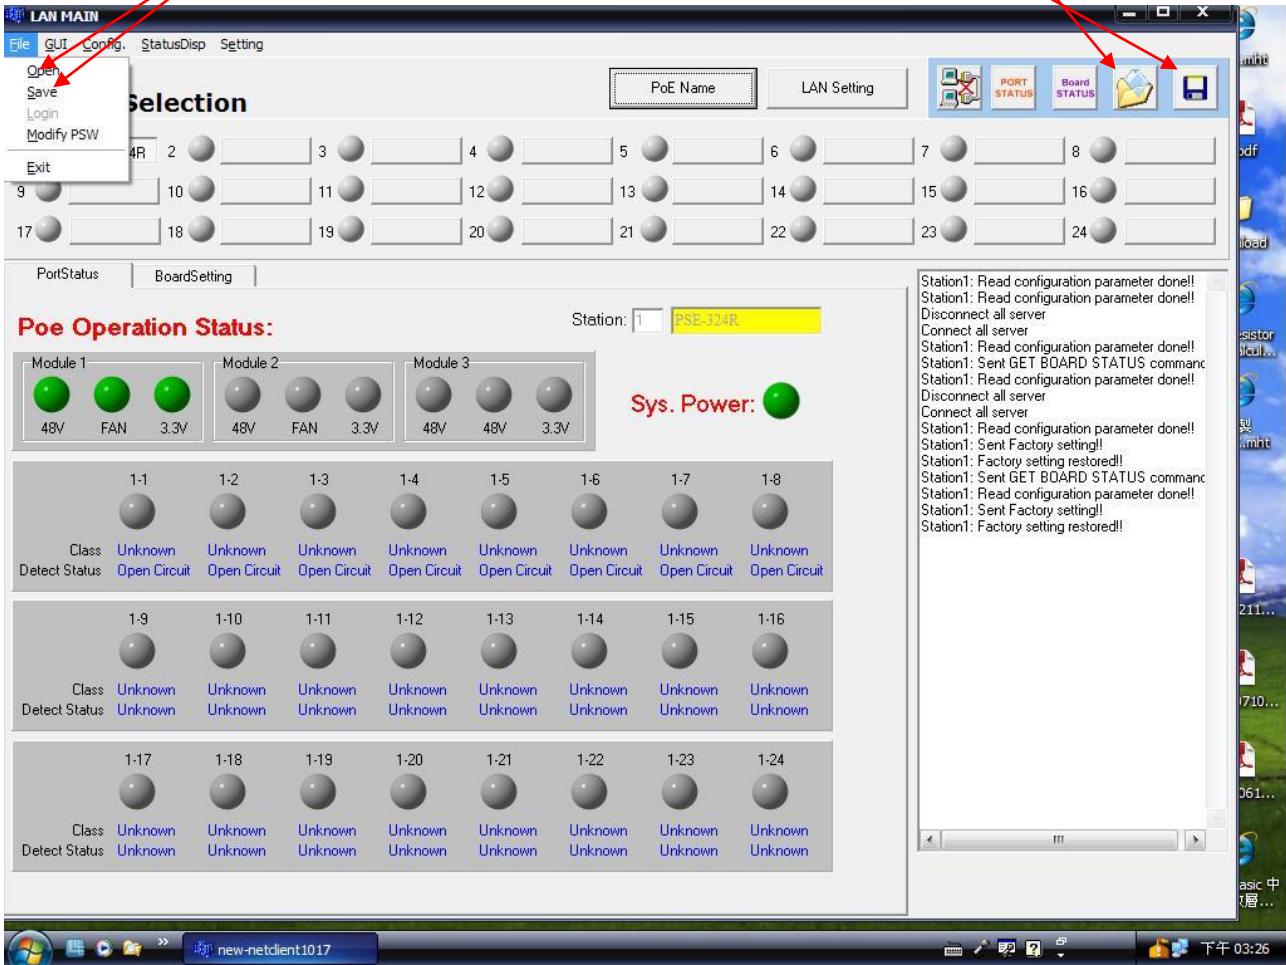 LAN MAIN
File GUI Config. StatusDisp Setting
Open
Save
Login
Modify PSW
Exit
Selection
PoE Name LAN Setting PORT STATUS Board STATUS
4R 2 3 4 5 6 7 8
9 10 11 12 13 14 15 16
17 18 19 20 21 22 23 24
PortStatus BoardSetting
Poe Operation Status:
Station: 1 PSE-324R
Module 1 Module 2 Module 3
48V FAN 3.3V 48V FAN 3.3V 48V 48V 3.3V
Sys. Power:
1-1 1-2 1-3 1-4 1-5 1-6 1-7 1-8
Class Unknown Unknown Unknown Unknown Unknown Unknown Unknown Unknown
Detect Status Open Circuit Open Circuit Open Circuit Open Circuit Open Circuit Open Circuit Open Circuit Open Circuit
1-9 1-10 1-11 1-12 1-13 1-14 1-15 1-16
Class Unknown Unknown Unknown Unknown Unknown Unknown Unknown Unknown
Detect Status Unknown Unknown Unknown Unknown Unknown Unknown Unknown Unknown
1-17 1-18 1-19 1-20 1-21 1-22 1-23 1-24
Class Unknown Unknown Unknown Unknown Unknown Unknown Unknown Unknown
Detect Status Unknown Unknown Unknown Unknown Unknown Unknown Unknown Unknown
Station1: Read configuration parameter done!!
Station1: Read configuration parameter done!!
Disconnect all server
Connect all server
Station1: Read configuration parameter done!!
Station1: Sent GET BOARD STATUS command
Station1: Read configuration parameter done!!
Disconnect all server
Connect all server
Station1: Read configuration parameter done!!
Station1: Sent Factory setting!!
Station1: Factory setting restored!!
Station1: Sent GET BOARD STATUS command
Station1: Read configuration parameter done!!
Station1: Sent Factory setting!!
Station1: Factory setting restored!!
.mht
pdf
load
sistor
lcul...
製
.mht
211...
710...
061...
asic 中
層...
new-netclient1017
下午 03:26